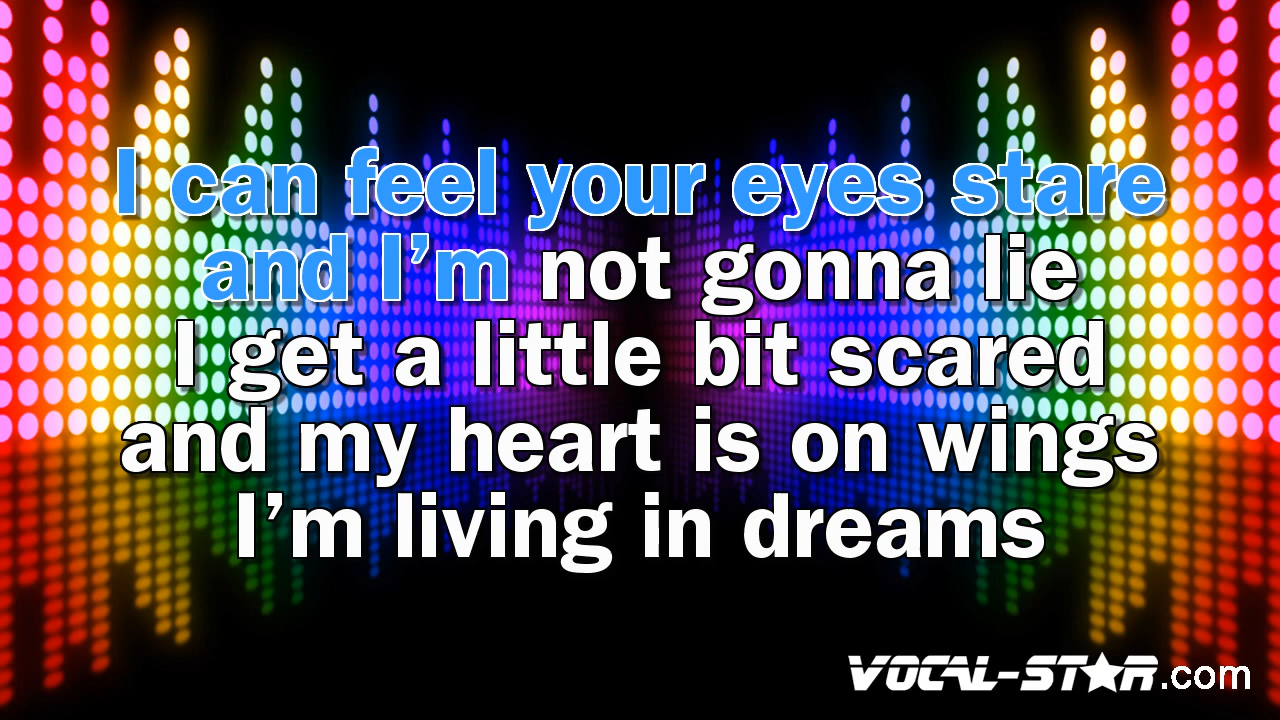 I can feel your eyes stare
and I’m not gonna lie
I get a little bit scared
and my heart is on wings
I’m living in dreams
VOCAL-STAR.com